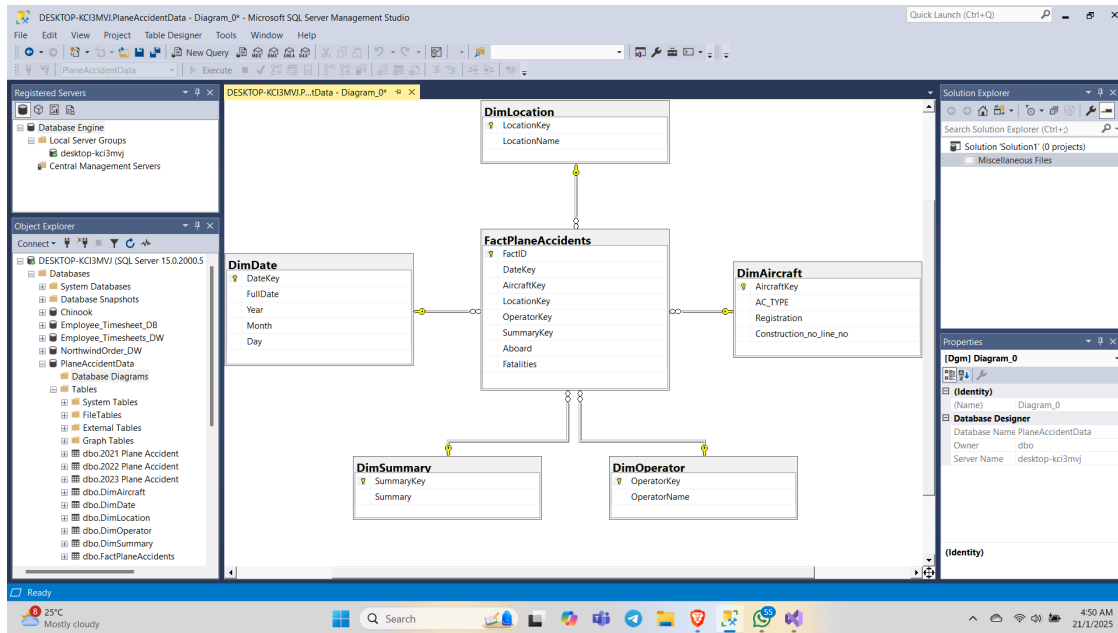 DESKTOP-KCI3MVJ.PlaneAccidentData - Diagram_0* - Microsoft SQL Server Management Studio
Quick Launch (Ctrl+Q)
File Edit View Project Table Designer Tools Window Help
New Query
PlaneAccidentData
Execute
Registered Servers
Database Engine
Local Server Groups
desktop-kci3mvj
Central Management Servers
Object Explorer
Connect
DESKTOP-KCI3MVJ (SQL Server 15.0.2000.5
Databases
System Databases
Database Snapshots
Chinook
Employee_Timesheet_DB
Employee_Timesheets_DW
NorthwindOrder_DW
PlaneAccidentData
Database Diagrams
Tables
System Tables
FileTables
External Tables
Graph Tables
dbo.2021 Plane Accident
dbo.2022 Plane Accident
dbo.2023 Plane Accident
dbo.DimAircraft
dbo.DimDate
dbo.DimLocation
dbo.DimOperator
dbo.DimSummary
dbo.FactPlaneAccidents
DESKTOP-KCI3MVJ.P...tData - Diagram_0*
DimLocation
LocationKey
LocationName
FactPlaneAccidents
FactID
DateKey
AircraftKey
LocationKey
OperatorKey
SummaryKey
Aboard
Fatalities
DimDate
DateKey
FullDate
Year
Month
Day
DimAircraft
AircraftKey
AC_TYPE
Registration
Construction_no_line_no
DimSummary
SummaryKey
Summary
DimOperator
OperatorKey
OperatorName
Solution Explorer
Search Solution Explorer (Ctrl+;)
Solution 'Solution1' (0 projects)
Miscellaneous Files
Properties
[Dgm] Diagram_0
(Identity)
(Name) Diagram_0
Database Designer
Database Name PlaneAccidentData
Owner dbo
Server Name desktop-kci3mvj
(Identity)
Ready
8
25°C
Mostly cloudy
Search
55
4:50 AM
21/1/2025